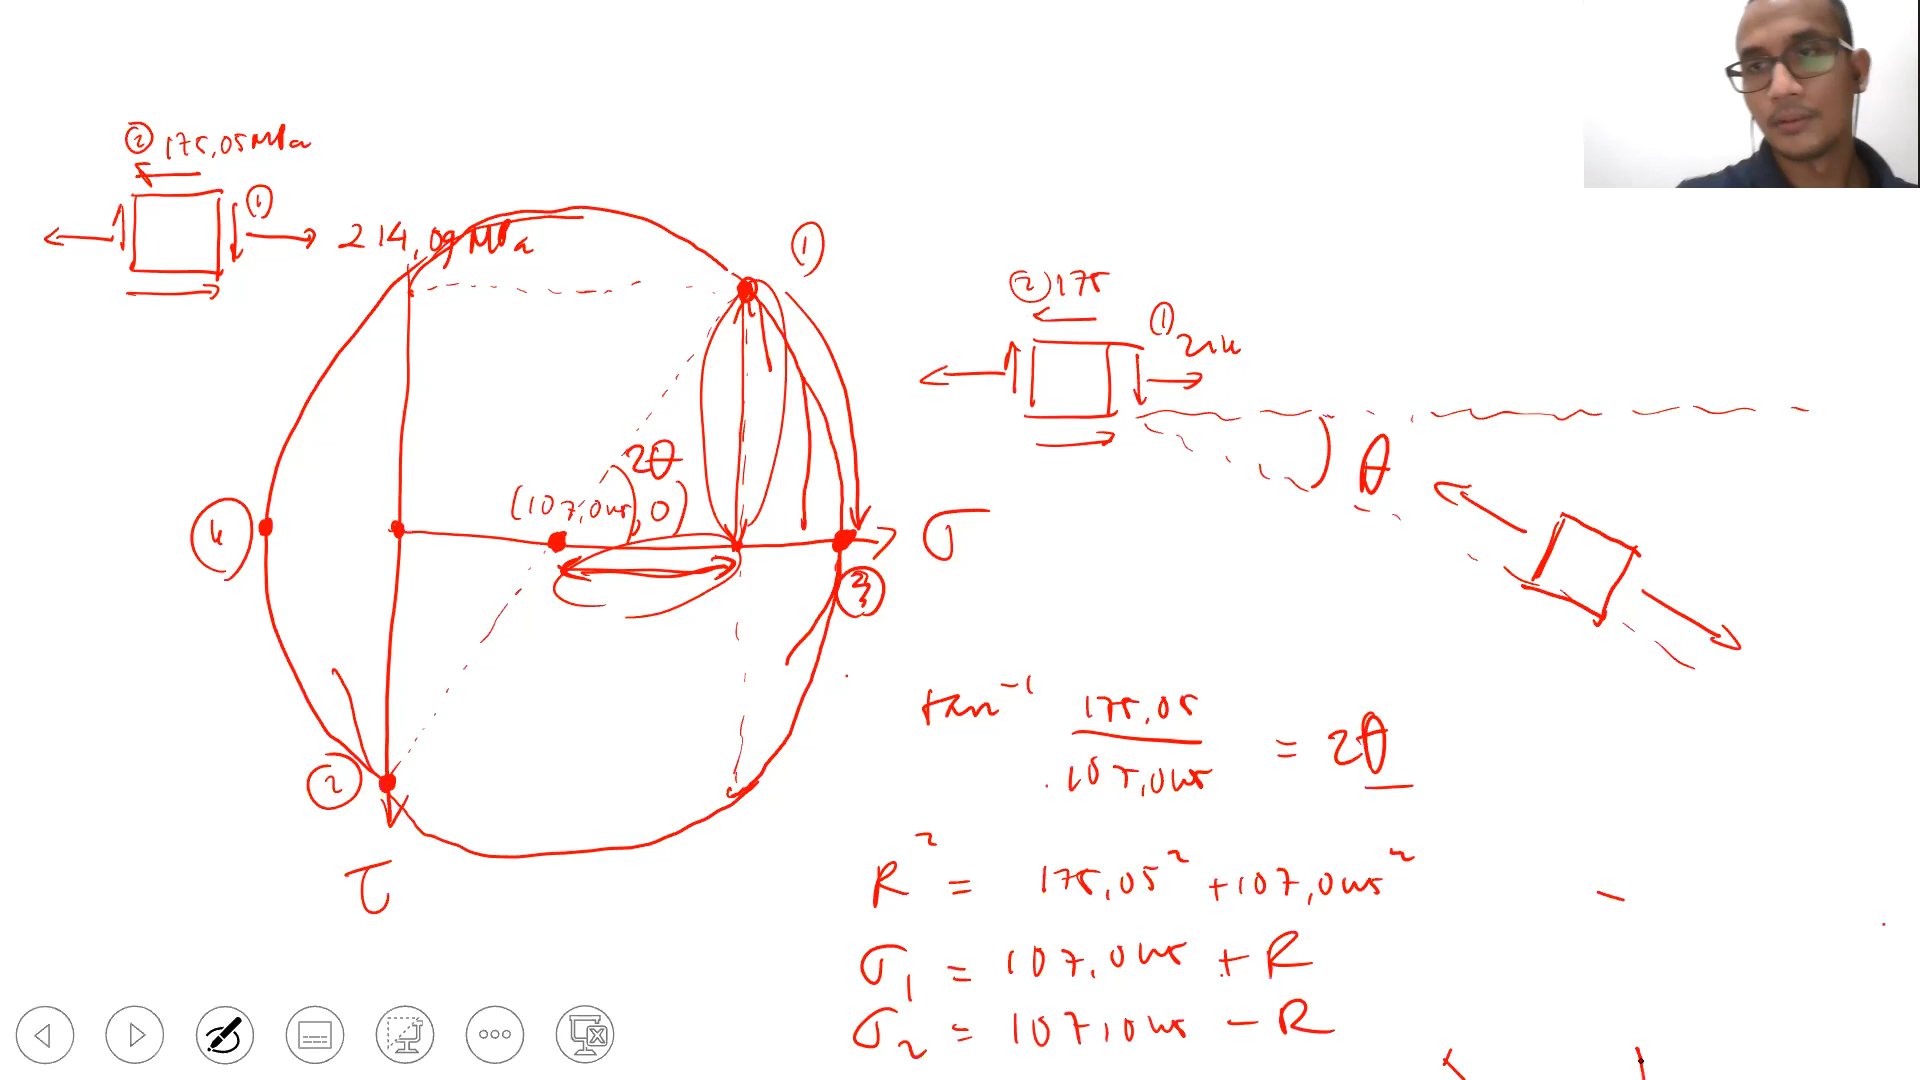 ② 175,05 MPa
①
214,09 MPa
①
② 175
①
214
2θ
(107,045, 0)
θ
④
σ
③
tan⁻¹ 175,05 / 107,045 = 2θ
②
τ
R² = 175,05² + 107,045²
σ₁ = 107,045 + R
σ₂ = 107,045 - R